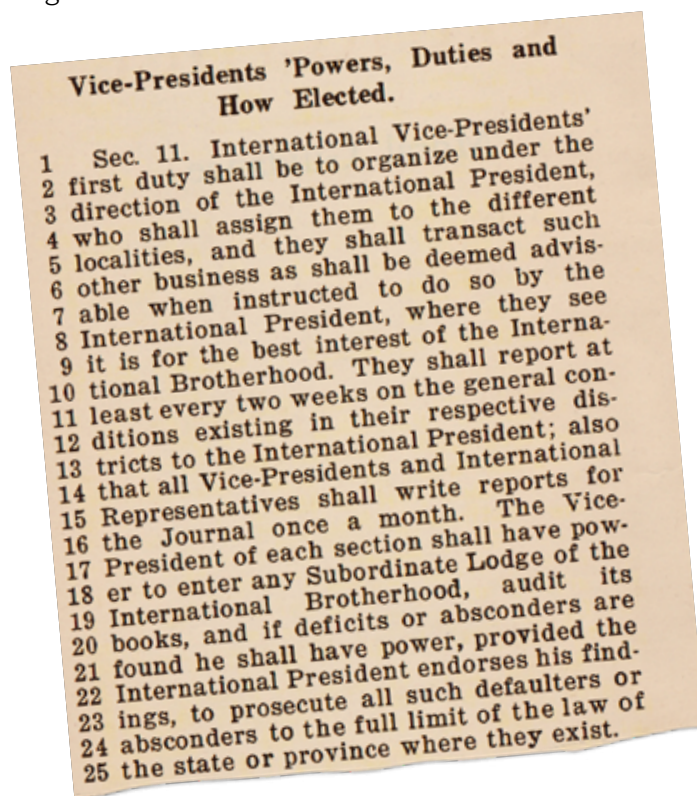 Vice-Presidents 'Powers, Duties and
How Elected.
1 Sec. 11. International Vice-Presidents'
2 first duty shall be to organize under the
3 direction of the International President,
4 who shall assign them to the different
5 localities, and they shall transact such
6 other business as shall be deemed advis-
7 able when instructed to do so by the
8 International President, where they see
9 it is for the best interest of the Interna-
10 tional Brotherhood. They shall report at
11 least every two weeks on the general con-
12 ditions existing in their respective dis-
13 tricts to the International President; also
14 that all Vice-Presidents and International
15 Representatives shall write reports for
16 the Journal once a month. The Vice-
17 President of each section shall have pow-
18 er to enter any Subordinate Lodge of the
19 International Brotherhood, audit its
20 books, and if deficits or absconders are
21 found he shall have power, provided the
22 International President endorses his find-
23 ings, to prosecute all such defaulters or
24 absconders to the full limit of the law of
25 the state or province where they exist.